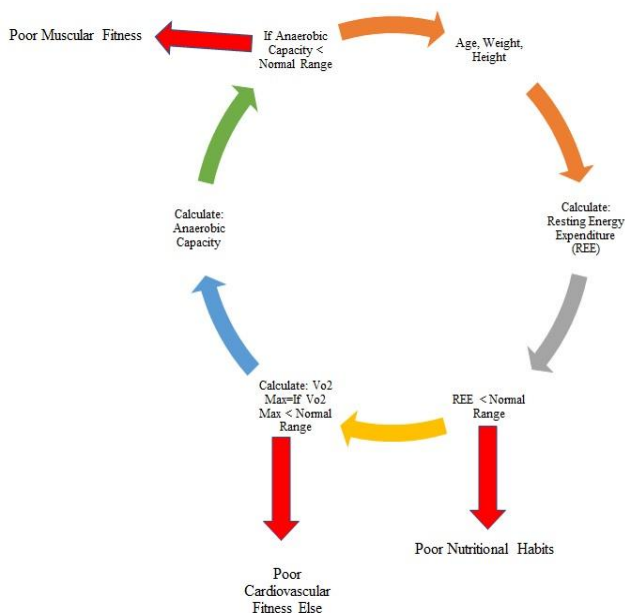 Poor Muscular Fitness
If Anaerobic
Capacity <
Normal Range
Age, Weight,
Height
Calculate:
Resting Energy
Expenditure
(REE)
REE < Normal
Range
Poor Nutritional Habits
Calculate: Vo2
Max=If Vo2
Max < Normal
Range
Poor
Cardiovascular
Fitness Else
Calculate:
Anaerobic
Capacity